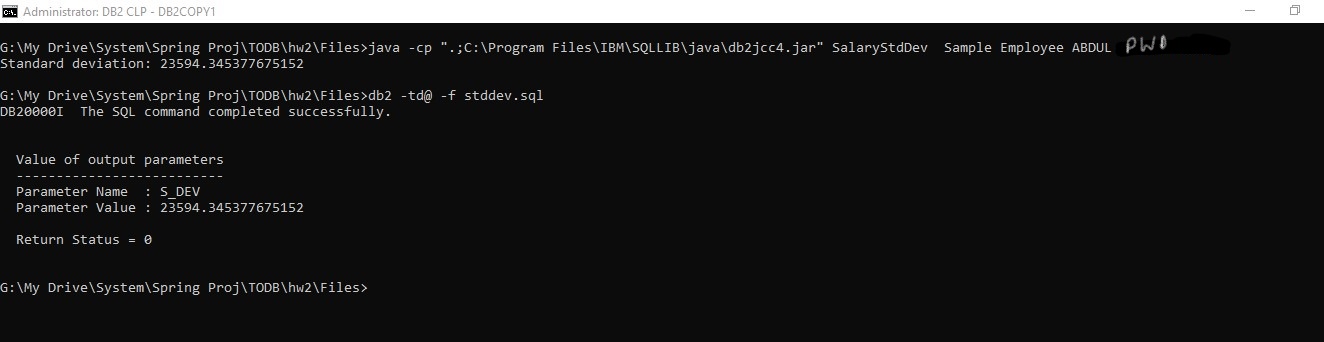 Administrator: DB2 CLP - DB2COPY1
G:\My Drive\System\Spring Proj\TODB\hw2\Files>java -cp ".;C:\Program Files\IBM\SQLLIB\java\db2jcc4.jar" SalaryStdDev  Sample Employee ABDUL PWD
Standard deviation: 23594.345377675152
G:\My Drive\System\Spring Proj\TODB\hw2\Files>db2 -td@ -f stddev.sql
DB20000I  The SQL command completed successfully.
Value of output parameters
--------------------------
Parameter Name  : S_DEV
Parameter Value : 23594.345377675152
Return Status = 0
G:\My Drive\System\Spring Proj\TODB\hw2\Files>